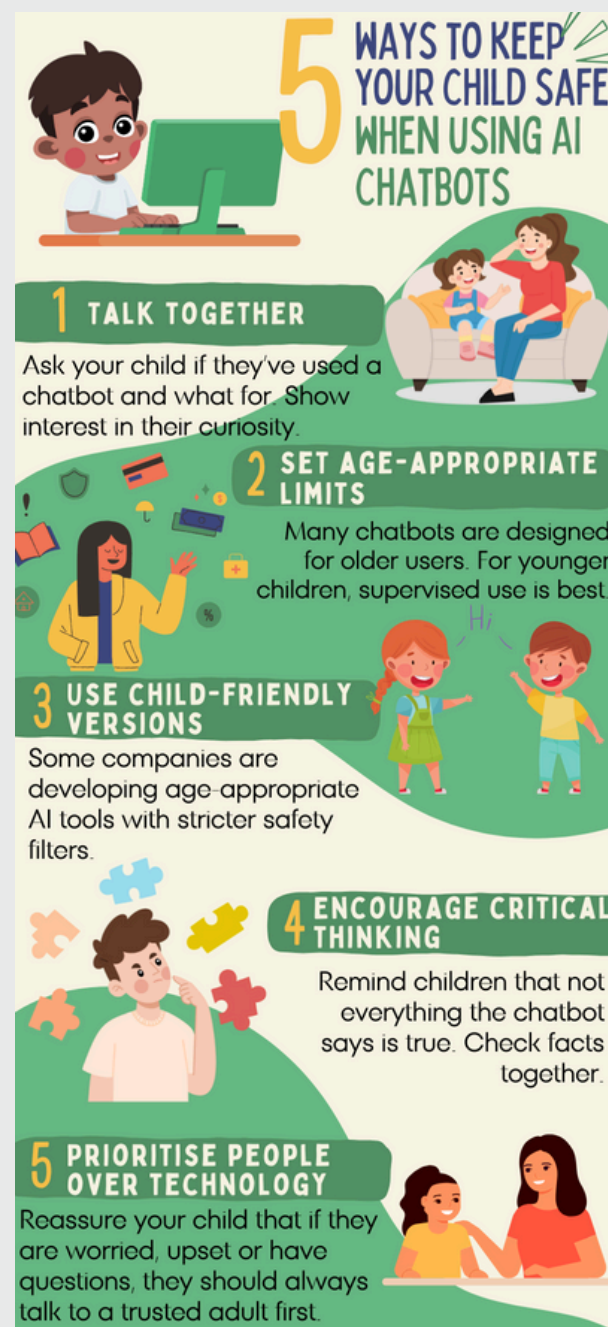 5 WAYS TO KEEP
YOUR CHILD SAFE
WHEN USING AI
CHATBOTS
1 TALK TOGETHER
Ask your child if they've used a
chatbot and what for. Show
interest in their curiosity.
2 SET AGE-APPROPRIATE
LIMITS
Many chatbots are designed
for older users. For younger
children, supervised use is best.
Hi
3 USE CHILD-FRIENDLY
VERSIONS
Some companies are
developing age-appropriate
AI tools with stricter safety
filters.
4 ENCOURAGE CRITICAL
THINKING
Remind children that not
everything the chatbot
says is true. Check facts
together.
5 PRIORITISE PEOPLE
OVER TECHNOLOGY
Reassure your child that if they
are worried, upset or have
questions, they should always
talk to a trusted adult first.